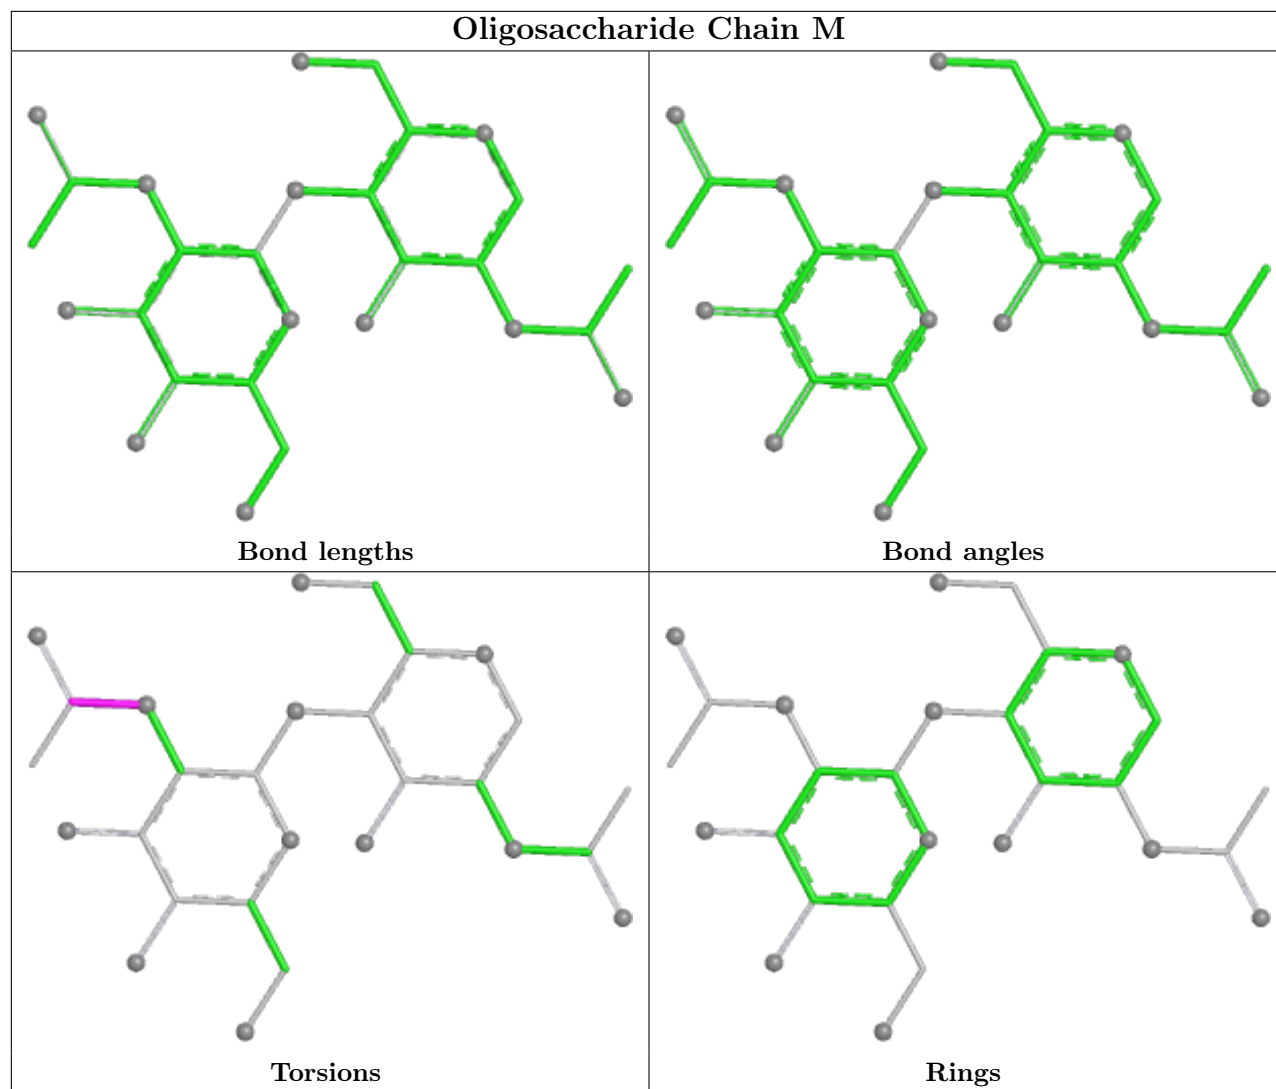 Oligosaccharide Chain M
Bond lengths
Bond angles
Torsions
Rings